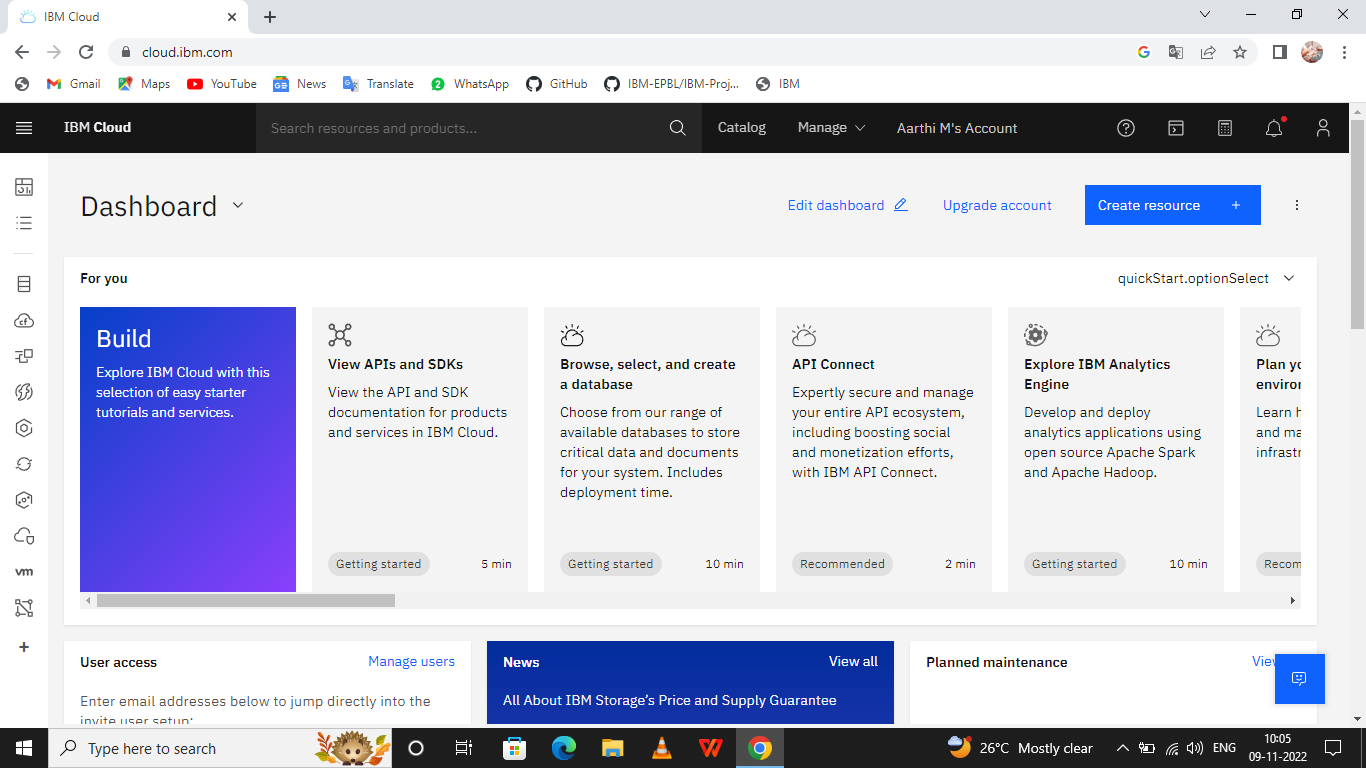 IBM Cloud
cloud.ibm.com
Gmail
Maps
YouTube
News
Translate
2 WhatsApp
GitHub
IBM-EPBL/IBM-Proj...
IBM
IBM Cloud
Search resources and products...
Catalog
Manage
Aarthi M's Account
Dashboard
Edit dashboard
Upgrade account
Create resource +
For you
quickStart.optionSelect
Build
Explore IBM Cloud with this
selection of easy starter
tutorials and services.
View APIs and SDKs
View the API and SDK
documentation for products
and services in IBM Cloud.
Getting started
5 min
Browse, select, and create
a database
Choose from our range of
available databases to store
critical data and documents
for your system. Includes
deployment time.
Getting started
10 min
API Connect
Expertly secure and manage
your entire API ecosystem,
including boosting social
and monetization efforts,
with IBM API Connect.
Recommended
2 min
Explore IBM Analytics
Engine
Develop and deploy
analytics applications using
open source Apache Spark
and Apache Hadoop.
Getting started
10 min
Plan yo
environ
Learn h
and ma
infrastr
Recom
cf
vm
User access
Manage users
Enter email addresses below to jump directly into the
invite user setup:
News
View all
All About IBM Storage's Price and Supply Guarantee
Planned maintenance
View
Type here to search
26°C Mostly clear
ENG
10:05
09-11-2022